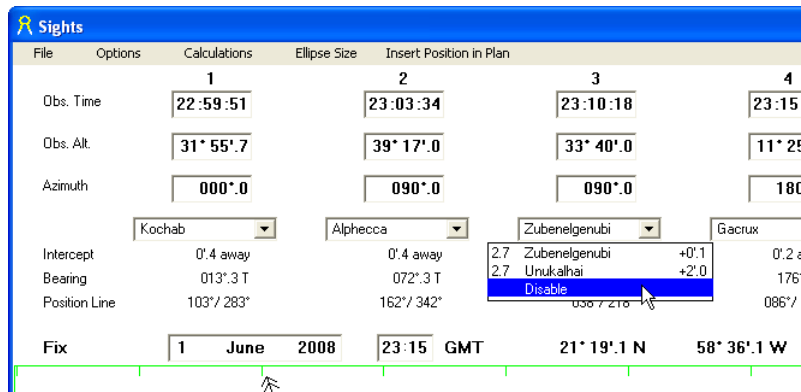 Sights
File Options Calculations Ellipse Size Insert Position in Plan
1 2 3 4
Obs. Time 22:59:51 23:03:34 23:10:18 23:15
Obs. Alt. 31° 55'.7 39° 17'.0 33° 40'.0 11° 25
Azimuth 000°.0 090°.0 090°.0 180
Kochab Alphecca Zubenelgenubi Gacrux
Intercept 0'.4 away 0'.4 away 2.7 Zubenelgenubi +0'.1 0'.2 a
Bearing 013°.3 T 072°.3 T 2.7 Unukalhai +2'.0 176°
Disable
Position Line 103°/ 283° 162°/ 342° 038°/ 218° 086°/
Fix 1 June 2008 23:15 GMT 21° 19'.1 N 58° 36'.1 W